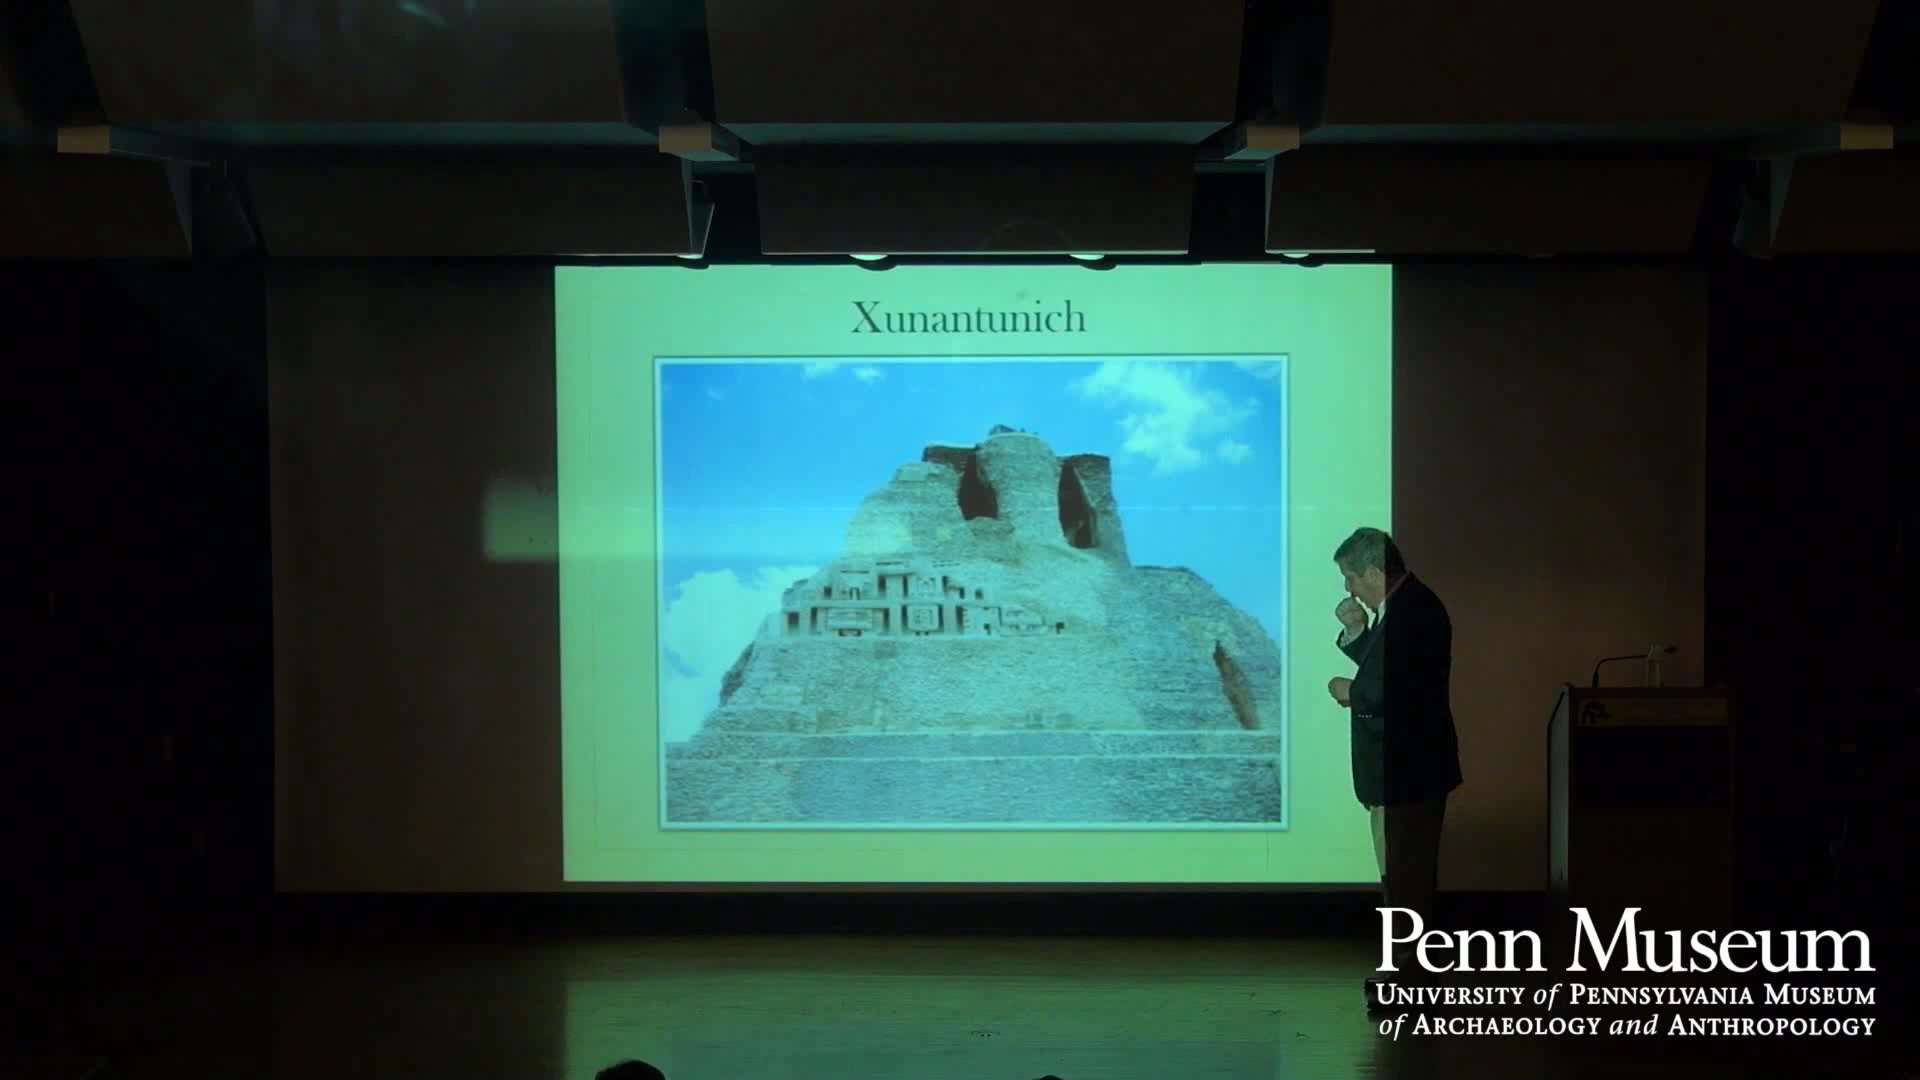 Xunantunich
Penn Museum
UNIVERSITY of PENNSYLVANIA MUSEUM
of ARCHAEOLOGY and ANTHROPOLOGY